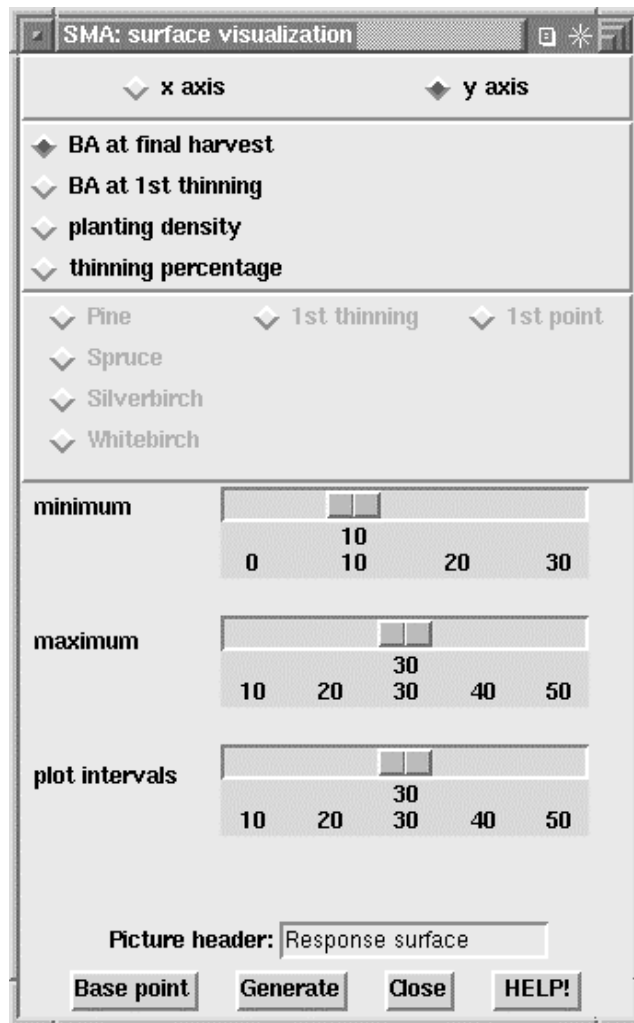 SMA: surface visualization
x axis y axis
BA at final harvest
BA at 1st thinning
planting density
thinning percentage
Pine 1st thinning 1st point
Spruce
Silverbirch
Whitebirch
minimum
10
0 10 20 30
maximum
30
10 20 30 40 50
plot intervals
30
10 20 30 40 50
Picture header: Response surface
Base point Generate Close HELP!